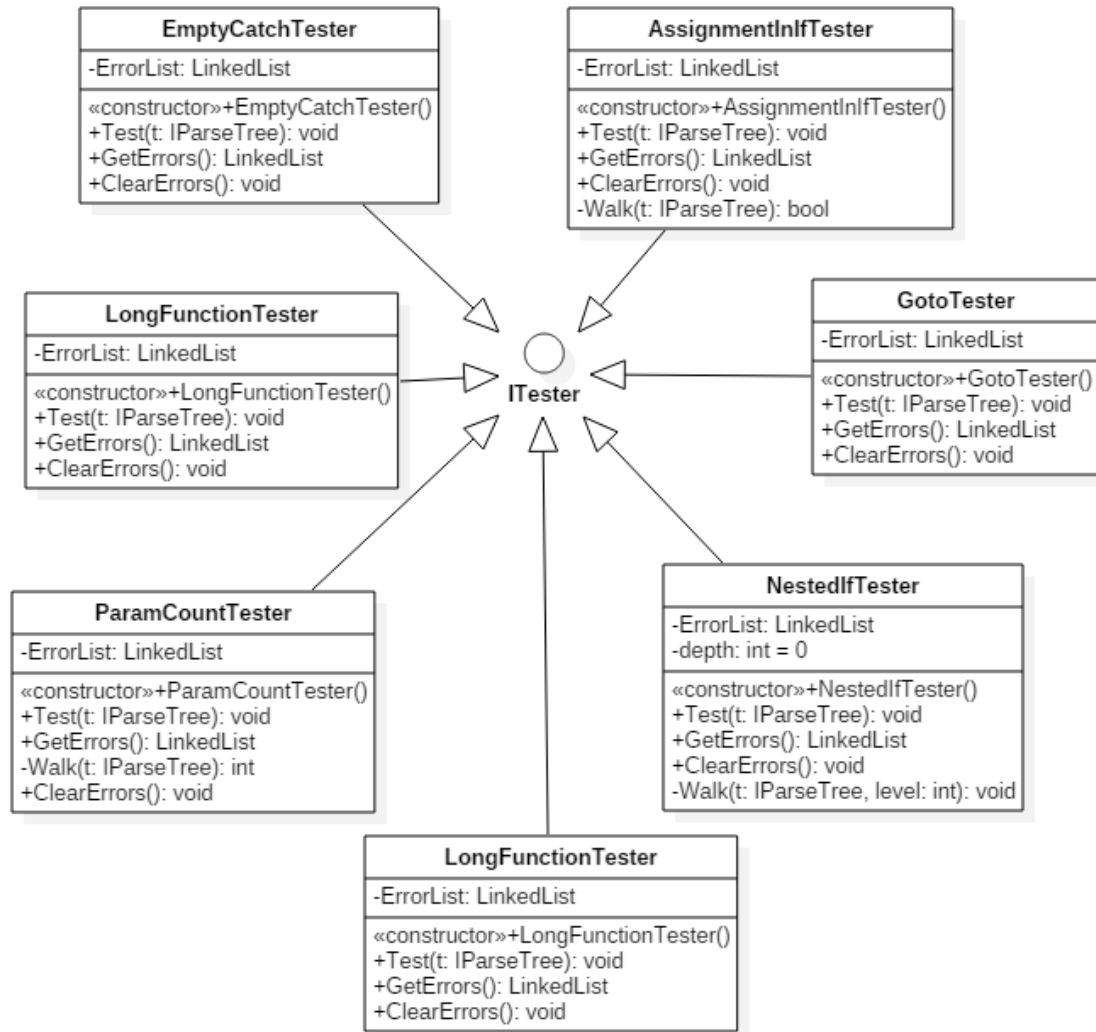 EmptyCatchTester
-ErrorList: LinkedList
«constructor»+EmptyCatchTester()
+Test(t: IParseTree): void
+GetErrors(): LinkedList
+ClearErrors(): void
AssignmentInIfTester
-ErrorList: LinkedList
«constructor»+AssignmentInIfTester()
+Test(t: IParseTree): void
+GetErrors(): LinkedList
+ClearErrors(): void
-Walk(t: IParseTree): bool
LongFunctionTester
-ErrorList: LinkedList
«constructor»+LongFunctionTester()
+Test(t: IParseTree): void
+GetErrors(): LinkedList
+ClearErrors(): void
ITester
GotoTester
-ErrorList: LinkedList
«constructor»+GotoTester()
+Test(t: IParseTree): void
+GetErrors(): LinkedList
+ClearErrors(): void
ParamCountTester
-ErrorList: LinkedList
«constructor»+ParamCountTester()
+Test(t: IParseTree): void
+GetErrors(): LinkedList
-Walk(t: IParseTree): int
+ClearErrors(): void
NestedIfTester
-ErrorList: LinkedList
-depth: int = 0
«constructor»+NestedIfTester()
+Test(t: IParseTree): void
+GetErrors(): LinkedList
+ClearErrors(): void
-Walk(t: IParseTree, level: int): void
LongFunctionTester
-ErrorList: LinkedList
«constructor»+LongFunctionTester()
+Test(t: IParseTree): void
+GetErrors(): LinkedList
+ClearErrors(): void